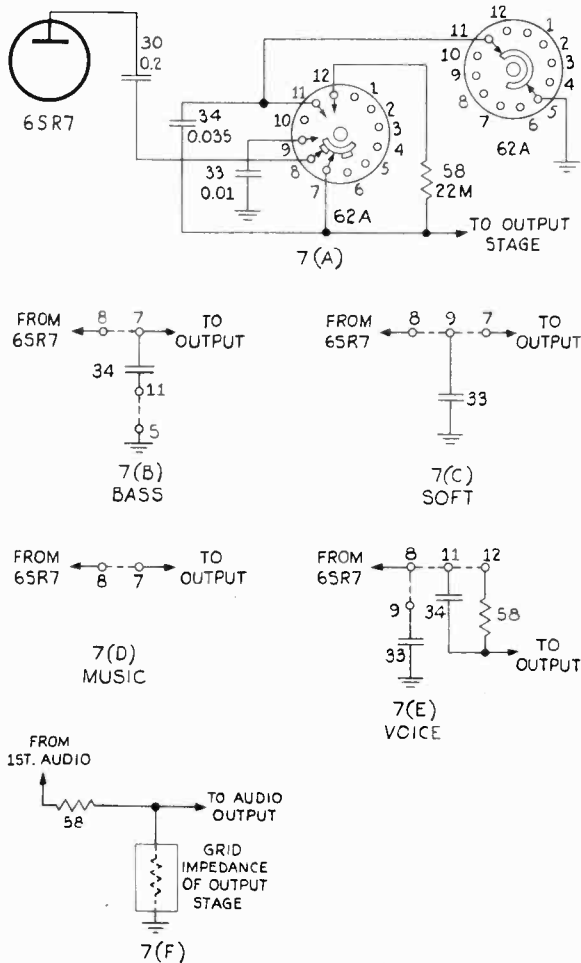 6SR7
30
0.2
34
0.035
33
0.01
12
11
10
9
8
7
6
5
4
3
2
1
62A
58
22M
11
12
1
2
3
4
5
6
7
8
9
10
62A
TO OUTPUT
STAGE
7(A)
FROM
6SR7
8
7
TO
OUTPUT
34
11
5
7(B)
BASS
FROM
6SR7
8
9
7
TO
OUTPUT
33
7(C)
SOFT
FROM
6SR7
8
7
TO
OUTPUT
7(D)
MUSIC
FROM
6SR7
8
11
12
9
34
58
33
TO
OUTPUT
7(E)
VOICE
FROM
1ST. AUDIO
58
TO AUDIO
OUTPUT
GRID
IMPEDANCE
OF OUTPUT
STAGE
7(F)